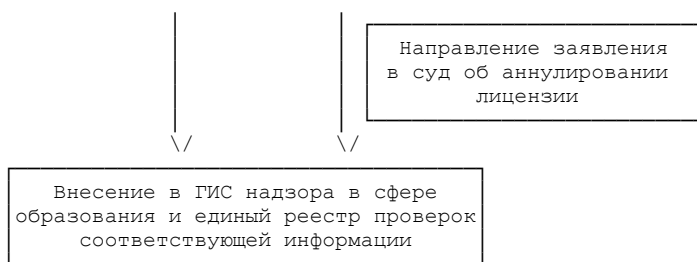 Направление заявления
в суд об аннулировании
лицензии
Внесение в ГИС надзора в сфере
образования и единый реестр проверок
соответствующей информации